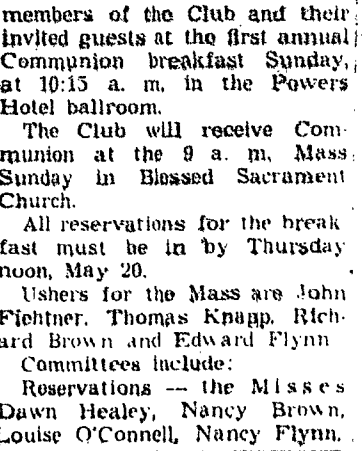 members of the Club and their
invited guests at the first annual
Communion breakfast Sunday,
at 10:15 a. m. in the Powers
Hotel ballroom.
The Club will receive Com-
munion at the 9 a. m. Mass
Sunday in Blessed Sacrament
Church.
All reservations for the break
fast must be in by Thursday
noon, May 20.
Ushers for the Mass are John
Fichtner, Thomas Knapp, Rich-
ard Brown and Edward Flynn
Committees include:
Reservations — the Misses
Dawn Healey, Nancy Brown,
Louise O'Connell, Nancy Flynn,